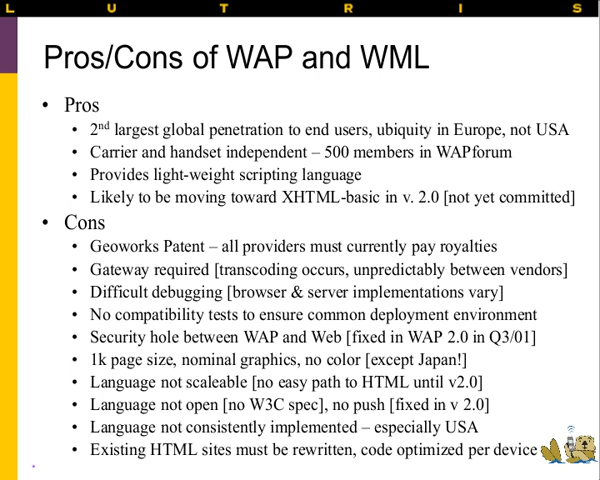 L U T R I S
Pros/Cons of WAP and WML
• Pros
• 2nd largest global penetration to end users, ubiquity in Europe, not USA
• Carrier and handset independent – 500 members in WAPforum
• Provides light-weight scripting language
• Likely to be moving toward XHTML-basic in v. 2.0 [not yet committed]
• Cons
• Geoworks Patent – all providers must currently pay royalties
• Gateway required [transcoding occurs, unpredictably between vendors]
• Difficult debugging [browser & server implementations vary]
• No compatibility tests to ensure common deployment environment
• Security hole between WAP and Web [fixed in WAP 2.0 in Q3/01]
• 1k page size, nominal graphics, no color [except Japan!]
• Language not scaleable [no easy path to HTML until v2.0]
• Language not open [no W3C spec], no push [fixed in v 2.0]
• Language not consistently implemented – especially USA
• Existing HTML sites must be rewritten, code optimized per device